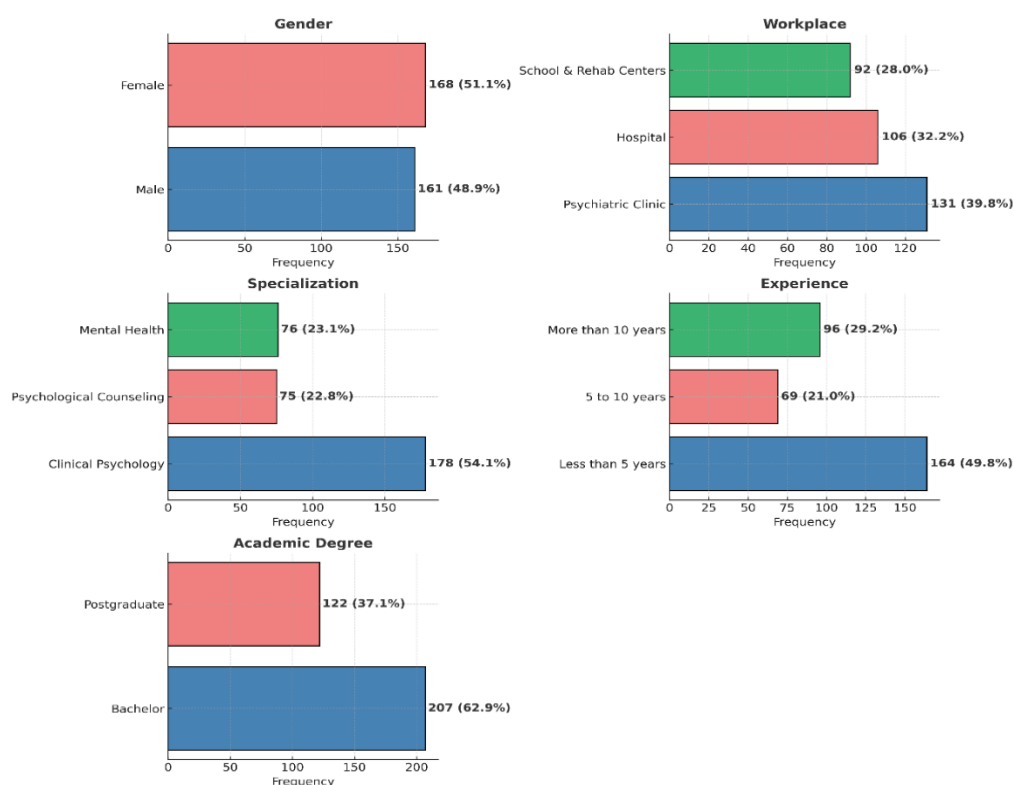 Gender
Female
168 (51.1%)
Male
161 (48.9%)
0 50 100 150
Frequency
Workplace
School & Rehab Centers
92 (28.0%)
Hospital
106 (32.2%)
Psychiatric Clinic
131 (39.8%)
0 20 40 60 80 100 120
Frequency
Specialization
Mental Health
76 (23.1%)
Psychological Counseling
75 (22.8%)
Clinical Psychology
178 (54.1%)
0 50 100 150
Frequency
Experience
More than 10 years
96 (29.2%)
5 to 10 years
69 (21.0%)
Less than 5 years
164 (49.8%)
0 25 50 75 100 125 150
Frequency
Academic Degree
Postgraduate
122 (37.1%)
Bachelor
207 (62.9%)
0 50 100 150 200
Frequency